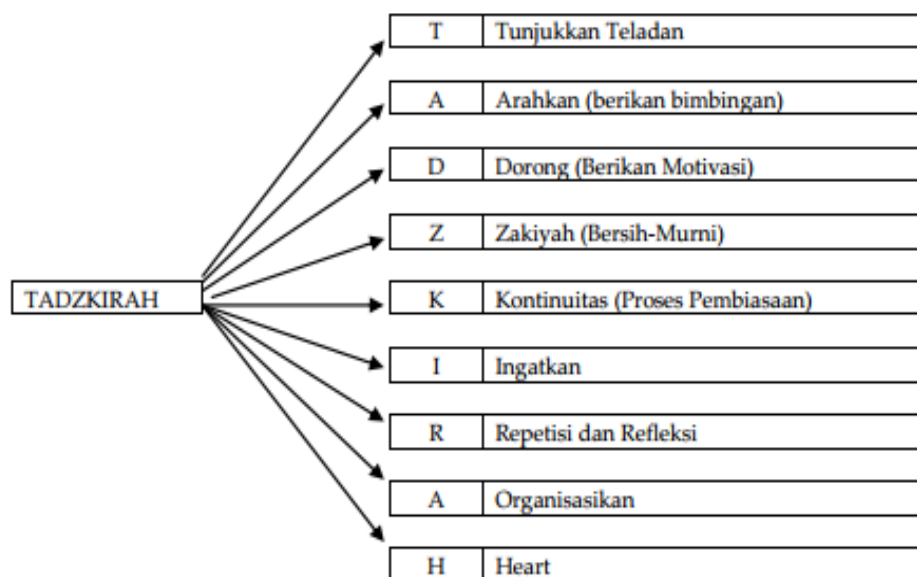 T Tunjukkan Teladan
A Arahkan (berikan bimbingan)
D Dorong (Berikan Motivasi)
Z Zakiyah (Bersih-Murni)
TADZKIRAH
K Kontinuitas (Proses Pembiasaan)
I Ingatkan
R Repetisi dan Refleksi
A Organisasikan
H Heart